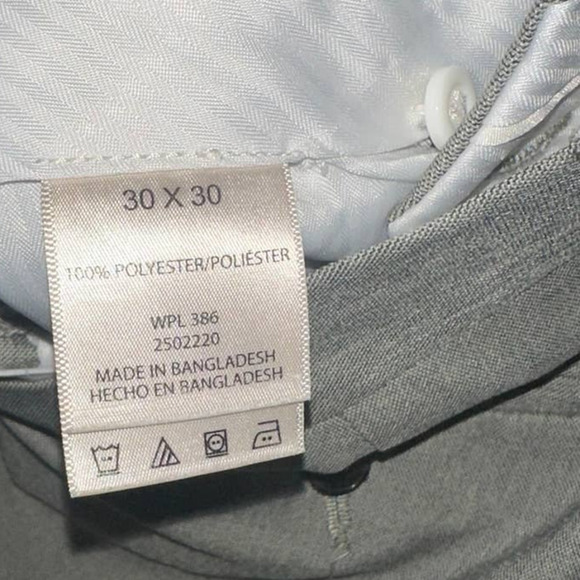 30 X 30
100% POLYESTER/POLIÉSTER
WPL 386
2502220
MADE IN BANGLADESH
HECHO EN BANGLADESH